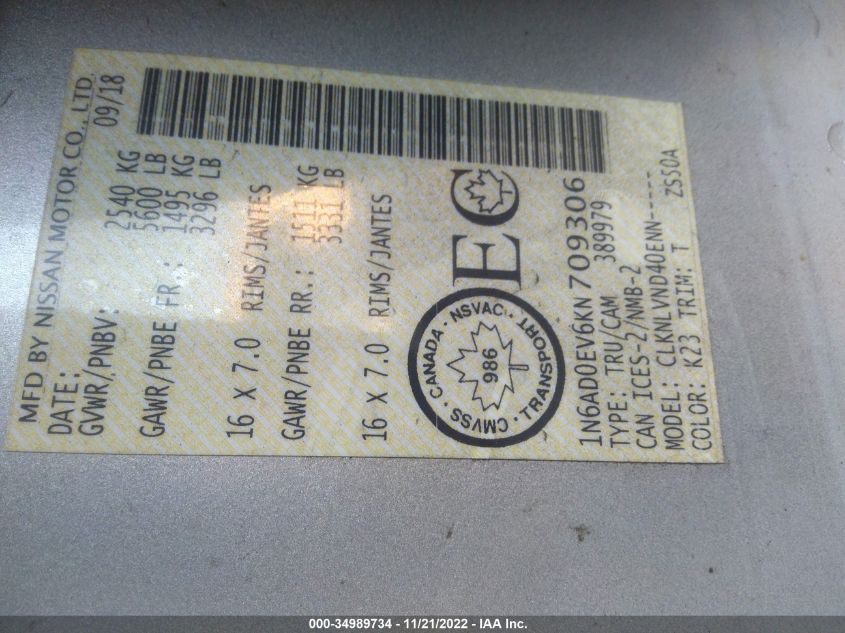 MFD BY NISSAN MOTOR CO., LTD.
DATE: 09/18
GVWR/PNBV: 2540 KG
5600 LB
GAWR/PNBE FR.: 1495 KG
3296 LB
16 X 7.0 RIMS/JANTES
GAWR/PNBE RR.: 1511 KG
3331 LB
16 X 7.0 RIMS/JANTES
CANADA · NSVAC · TRANSPORT · CMVSS ·
986
EC
T
1N6AD0EV6KN709306
TYPE: TRU/CAM 389979
CAN ICES-2/NMB-2
MODEL: CLKNLVND40ENN-----
COLOR: K23 TRIM: T ZS50A
000-34989734 - 11/21/2022 - IAA Inc.